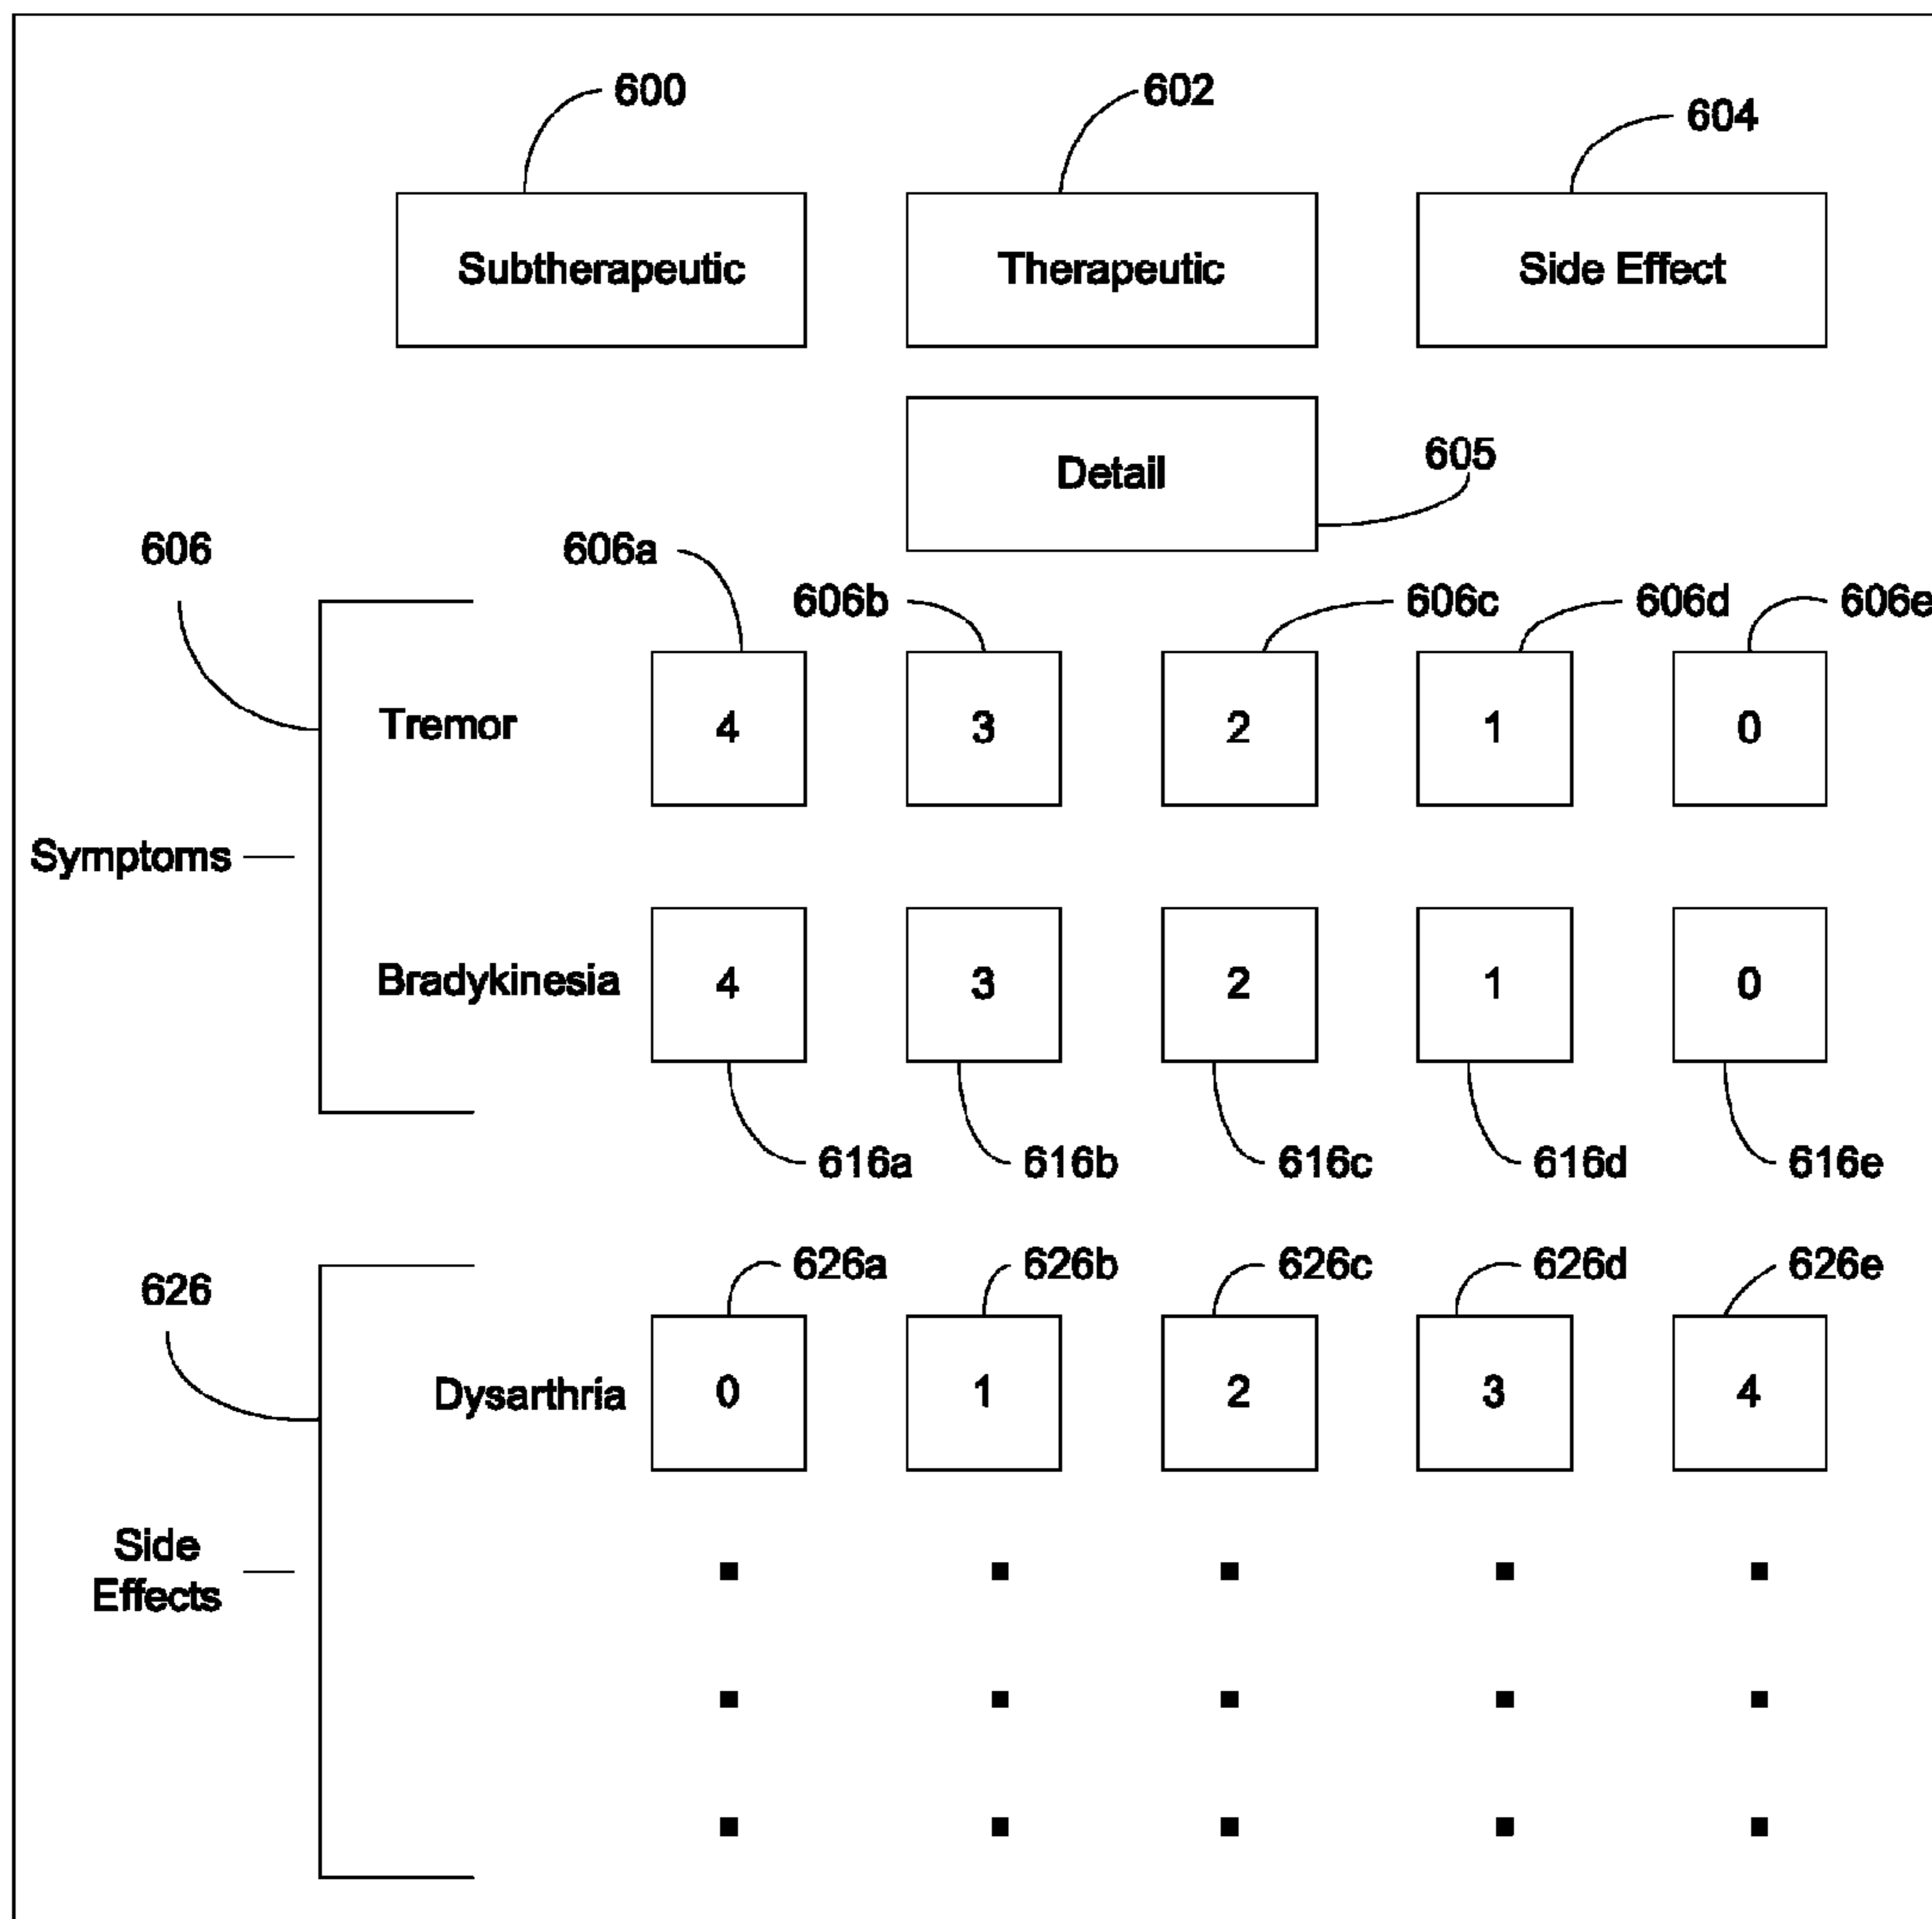 600 602 604
Subtherapeutic Therapeutic Side Effect
Detail 605
606 606a 606b 606c 606d 606e
Tremor 4 3 2 1 0
Symptoms
Bradykinesia 4 3 2 1 0
616a 616b 616c 616d 616e
626 626a 626b 626c 626d 626e
Dysarthria 0 1 2 3 4
Side
Effects